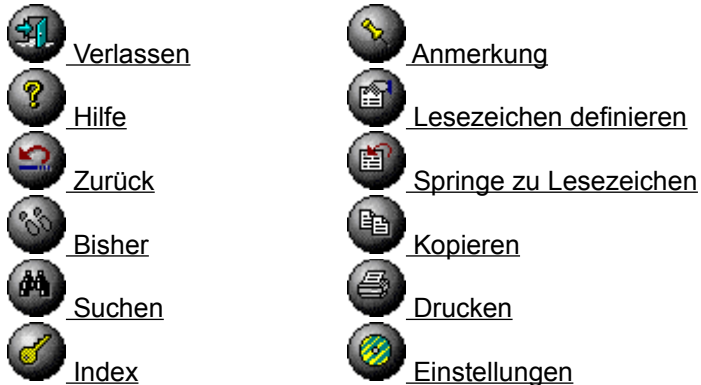 Verlassen
Hilfe
Zurück
Bisher
Suchen
Index
Anmerkung
Lesezeichen definieren
Springe zu Lesezeichen
Kopieren
Drucken
Einstellungen